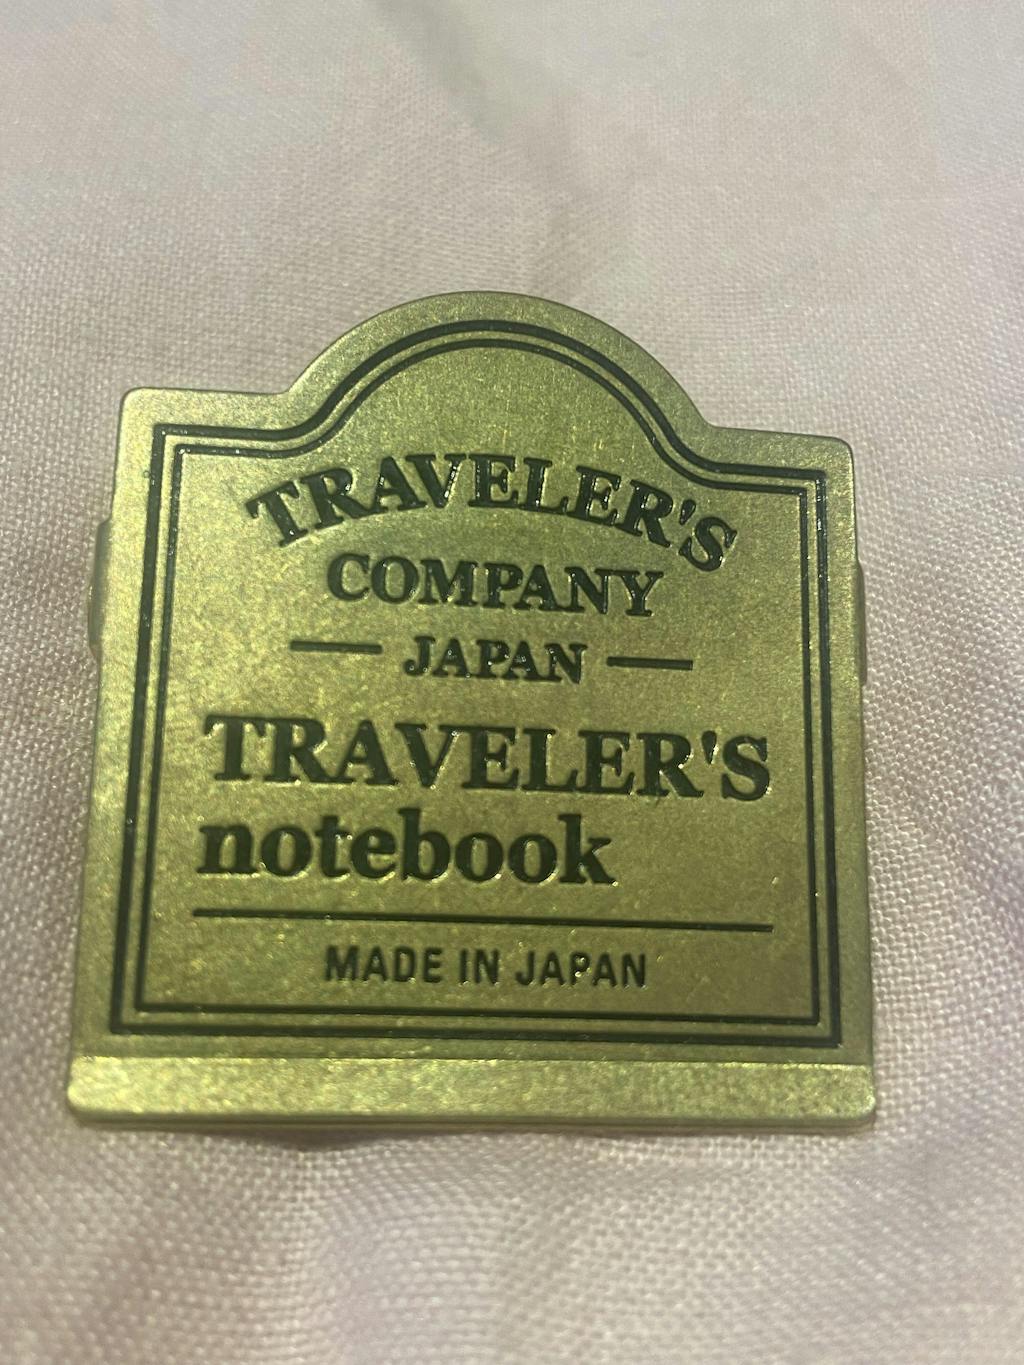 TRAVELER'S
COMPANY
JAPAN
TRAVELER'S
notebook
MADE IN JAPAN